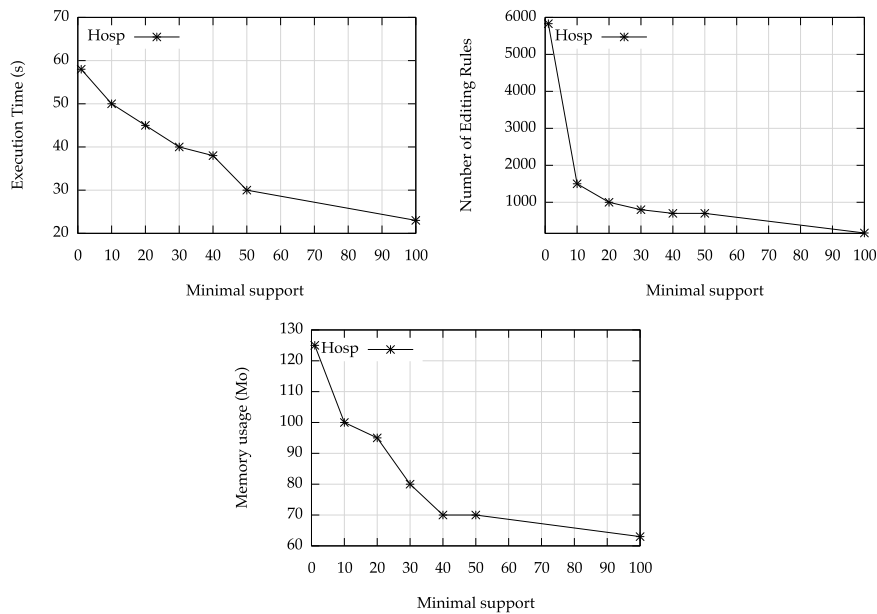 70
60
50
40
30
20
Execution Time (s)
Hosp
0 10 20 30 40 50 60 70 80 90 100
Minimal support
6000
5000
4000
3000
2000
1000
Number of Editing Rules
Hosp
0 10 20 30 40 50 60 70 80 90 100
Minimal support
130
120
110
100
90
80
70
60
Memory usage (Mo)
Hosp
0 10 20 30 40 50 60 70 80 90 100
Minimal support